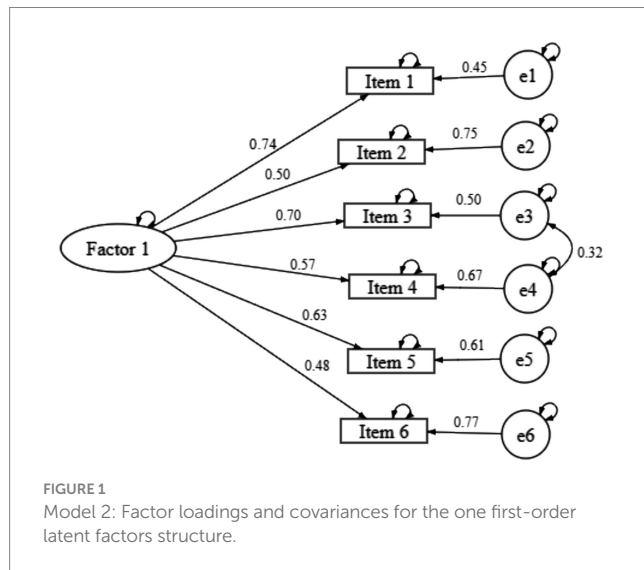 Item 1
0.45
e1
0.74
Item 2
0.75
e2
0.50
Item 3
0.50
e3
0.70
Factor 1
0.32
0.57
Item 4
0.67
e4
0.63
Item 5
0.61
e5
0.48
Item 6
0.77
e6
FIGURE 1
Model 2: Factor loadings and covariances for the one first-order
latent factors structure.